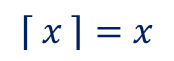 ⌈ x ⌉ = x